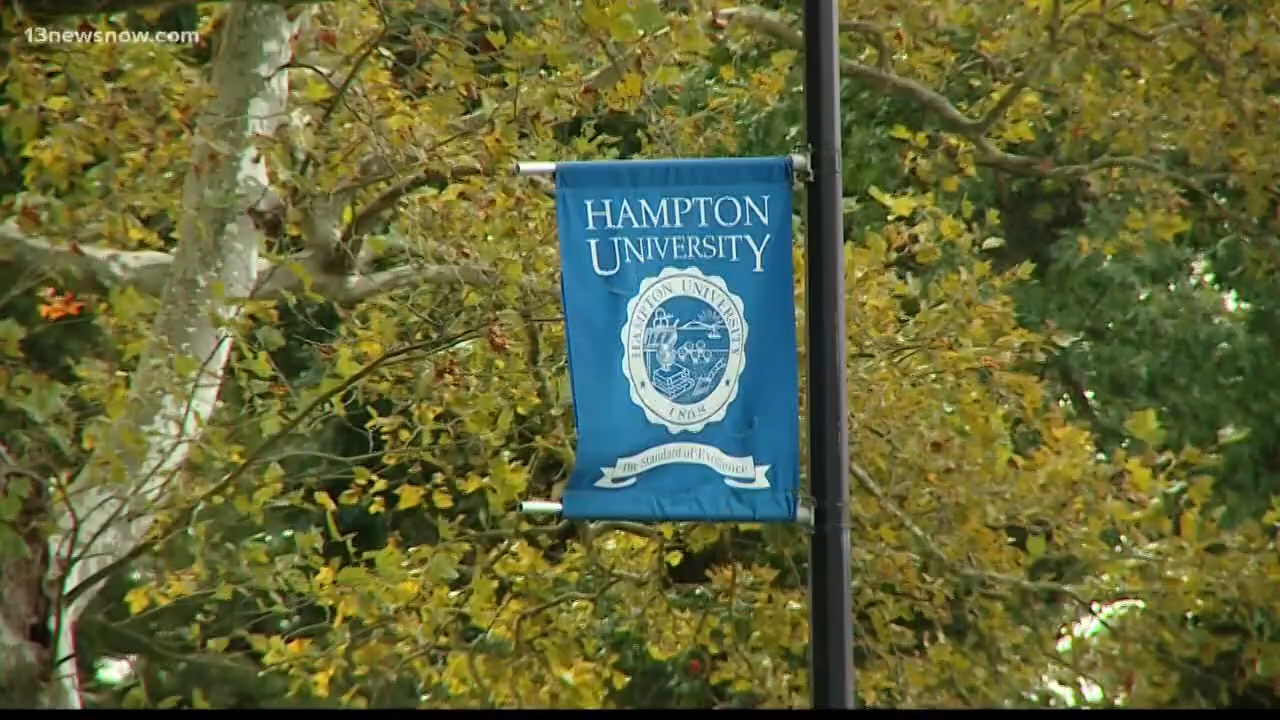 13newsnow.com
HAMPTON
UNIVERSITY
HAMPTON UNIVERSITY
1868
The Standard of Excellence